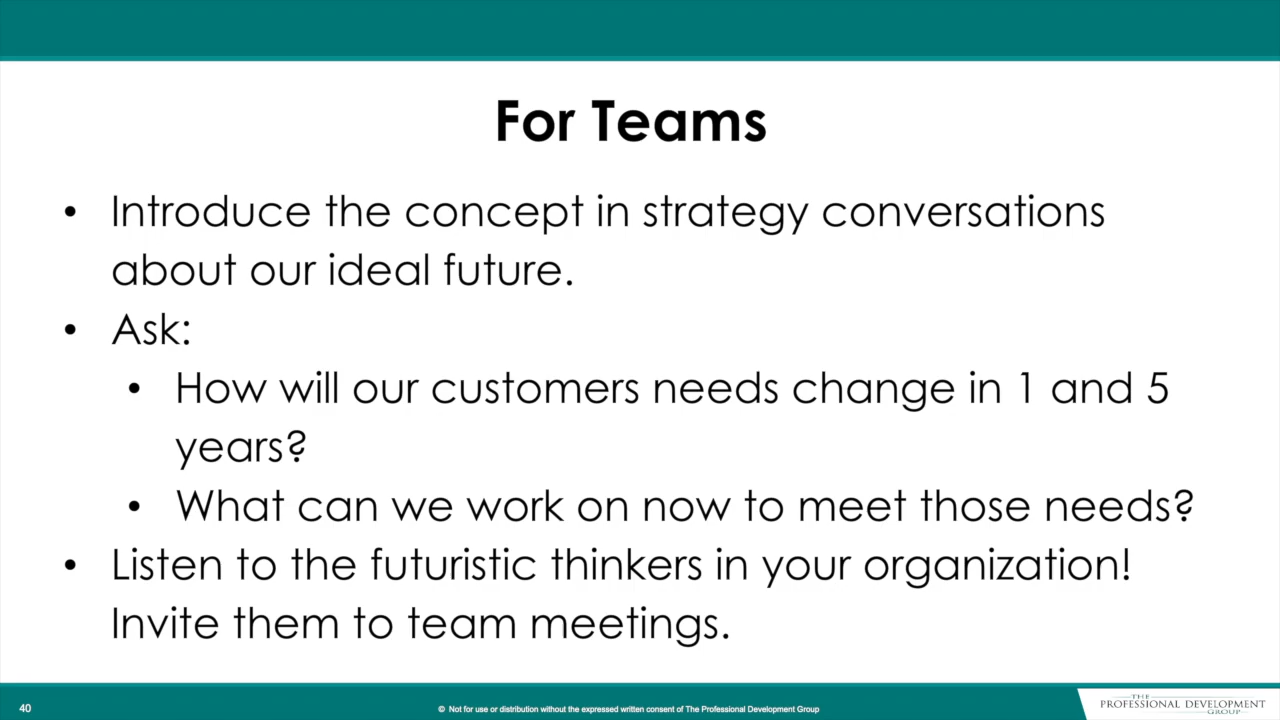 For Teams
• Introduce the concept in strategy conversations
about our ideal future.
• Ask:
• How will our customers needs change in 1 and 5
years?
• What can we work on now to meet those needs?
• Listen to the futuristic thinkers in your organization!
Invite them to team meetings.
40
© Not for use or distribution without the expressed written consent of The Professional Development Group
THE
PROFESSIONAL DEVELOPMENT
GROUP